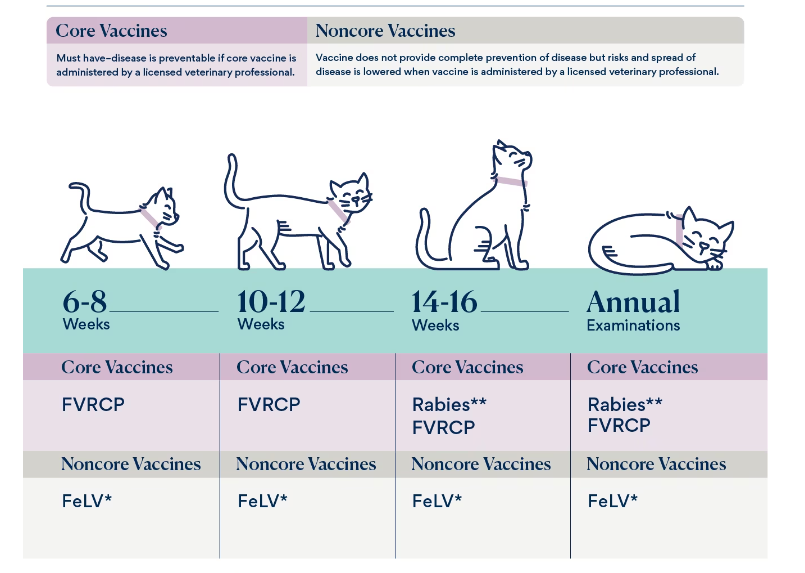 Core Vaccines
Noncore Vaccines
Must have–disease is preventable if core vaccine is
administered by a licensed veterinary professional.
Vaccine does not provide complete prevention of disease but risks and spread of
disease is lowered when vaccine is administered by a licensed veterinary professional.
6-8
Weeks
10-12
Weeks
14-16
Weeks
Annual
Examinations
Core Vaccines
Core Vaccines
Core Vaccines
Core Vaccines
FVRCP
FVRCP
Rabies**
FVRCP
Rabies**
FVRCP
Noncore Vaccines
Noncore Vaccines
Noncore Vaccines
Noncore Vaccines
FeLV*
FeLV*
FeLV*
FeLV*